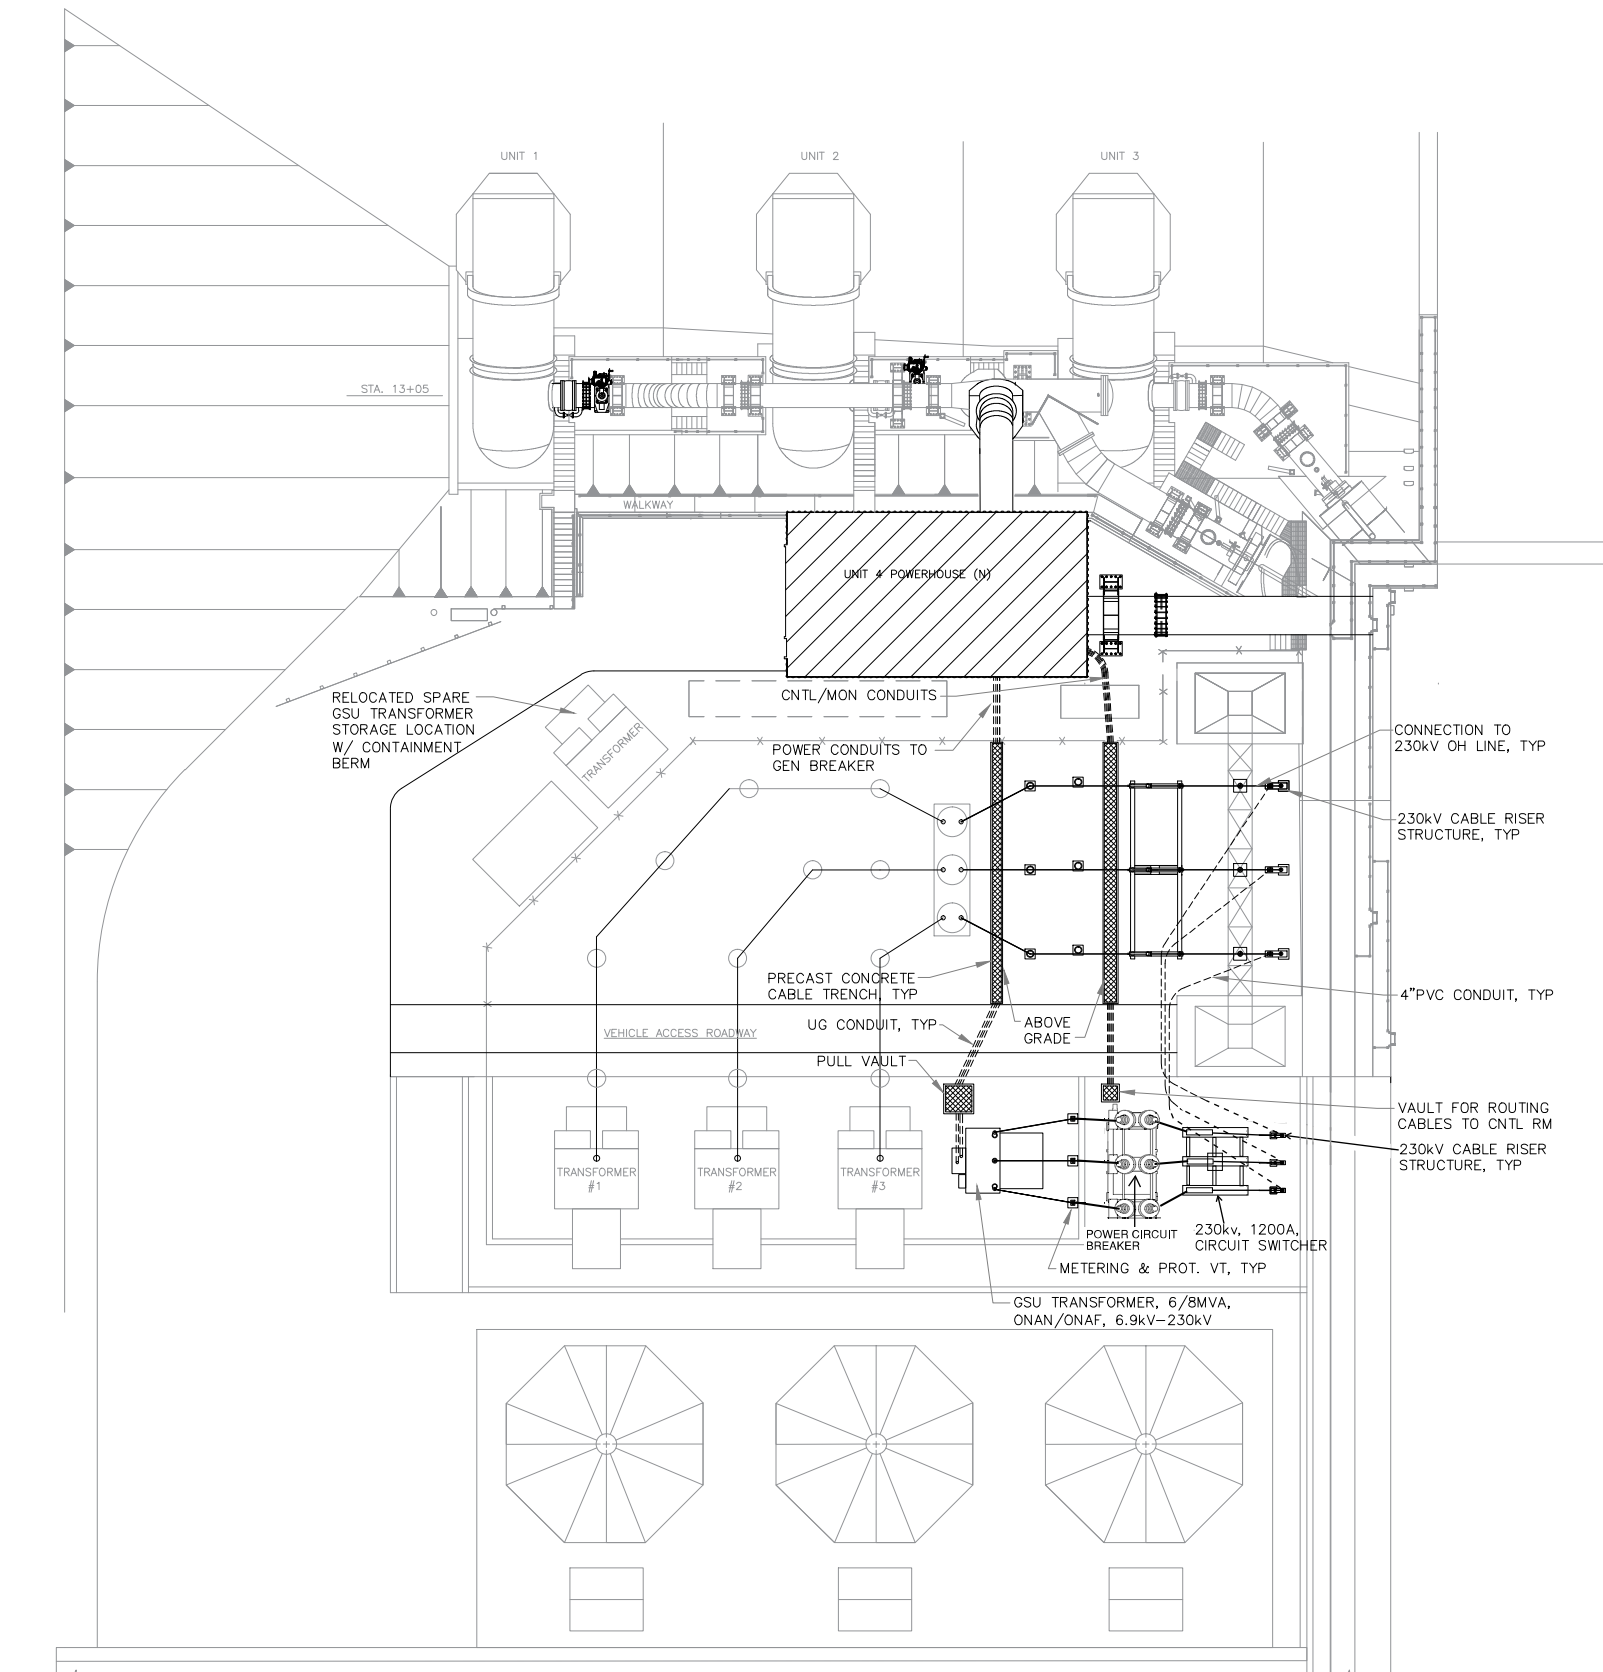 UNIT 1
UNIT 2
UNIT 3
STA. 13+05
WALKWAY
UNIT 4 POWERHOUSE (N)
RELOCATED SPARE
GSU TRANSFORMER
STORAGE LOCATION
W/ CONTAINMENT
BERM
TRANSFORMER
CNTL/MON CONDUITS
POWER CONDUITS TO
GEN BREAKER
CONNECTION TO
230kV OH LINE, TYP
230kV CABLE RISER
STRUCTURE, TYP
PRECAST CONCRETE
CABLE TRENCH, TYP
4"PVC CONDUIT, TYP
VEHICLE ACCESS ROADWAY
UG CONDUIT, TYP
ABOVE
GRADE
PULL VAULT
VAULT FOR ROUTING
CABLES TO CNTL RM
230kV CABLE RISER
STRUCTURE, TYP
TRANSFORMER
#1
TRANSFORMER
#2
TRANSFORMER
#3
POWER CIRCUIT
BREAKER
230kv, 1200A,
CIRCUIT SWITCHER
METERING & PROT. VT, TYP
GSU TRANSFORMER, 6/8MVA,
ONAN/ONAF, 6.9kV-230kV